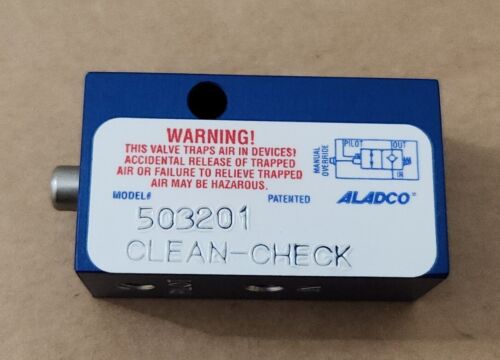 WARNING!
THIS VALVE TRAPS AIR IN DEVICES!
ACCIDENTAL RELEASE OF TRAPPED
AIR OR FAILURE TO RELIEVE TRAPPED
AIR MAY BE HAZARDOUS.
MANUAL
OVERRIDE
PILOT
OUT
IN
MODEL# PATENTED ALADCO
503201
CLEAN-CHECK